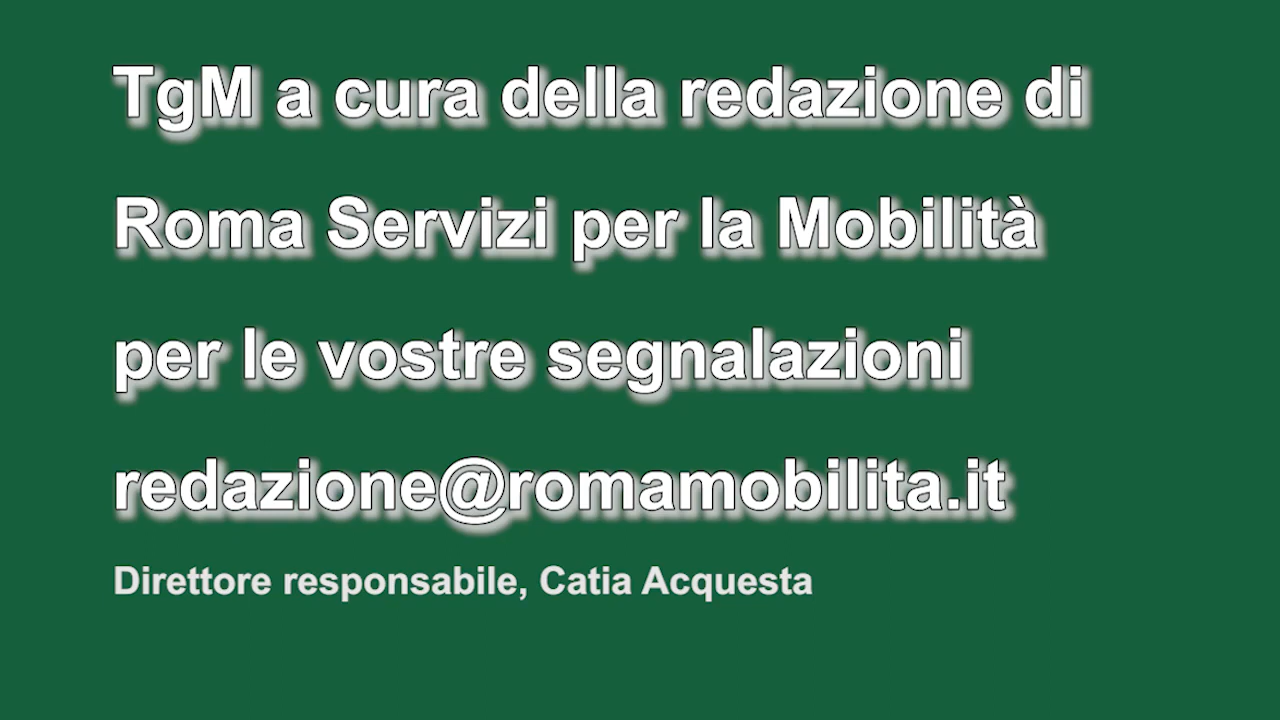 TgM a cura della redazione di
Roma Servizi per la Mobilità
per le vostre segnalazioni
redazione@romamobilita.it
Direttore responsabile, Catia Acquesta